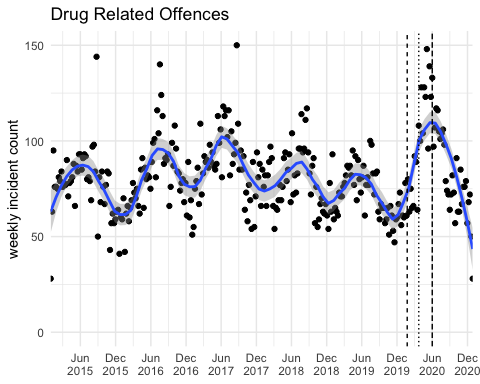 Drug Related Offences
weekly incident count
150
100
50
0
Jun Dec Jun Dec Jun Dec Jun Dec Jun Dec Jun Dec
2015 2015 2016 2016 2017 2017 2018 2018 2019 2019 2020 2020